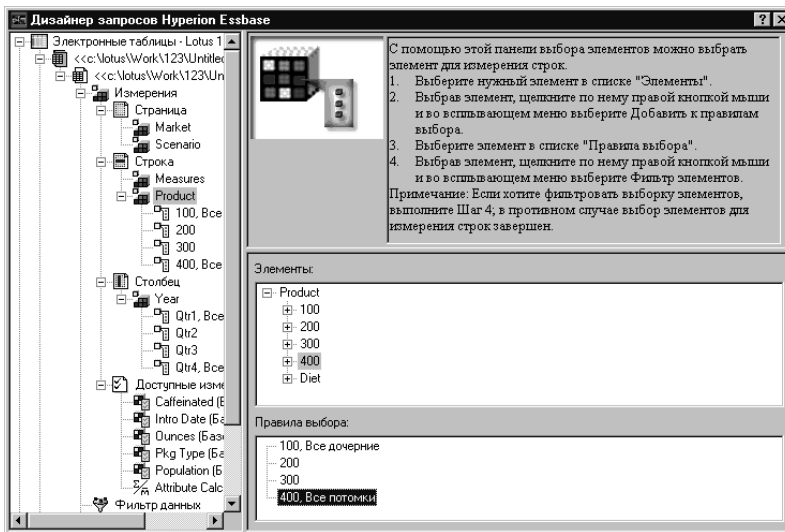 Дизайнер запросов Hyperion Essbase
Электронные таблицы - Lotus 1
<<c:\lotus\Work\123\Untitled
<<c:\lotus\Work\123\Un
Измерения
Страница
Market
Scenario
Строка
Measures
Product
100, Все
200
300
400, Все
Столбец
Year
Qtr1, Все
Qtr2
Qtr3
Qtr4, Все
Доступные изме
Caffeinated (Б
Intro Date (Ба
Ounces (Базо
Pkg Type (Ба
Population (Б
Attribute Calc
Фильтр данных
С помощью этой панели выбора элементов можно выбрать
элемент для измерения строк.
1. Выберите нужный элемент в списке "Элементы".
2. Выбрав элемент, щелкните по нему правой кнопкой мыши
и во всплывающем меню выберите Добавить к правилам
выбора.
3. Выберите элемент в списке "Правила выбора".
4. Выбрав элемент, щелкните по нему правой кнопкой мыши
и во всплывающем меню выберите Фильтр элементов.
Примечание: Если хотите фильтровать выборку элементов,
выполните Шаг 4; в противном случае выбор элементов для
измерения строк завершен.
Элементы:
Product
100
200
300
400
Diet
Правила выбора:
100, Все дочерние
200
300
400, Все потомки